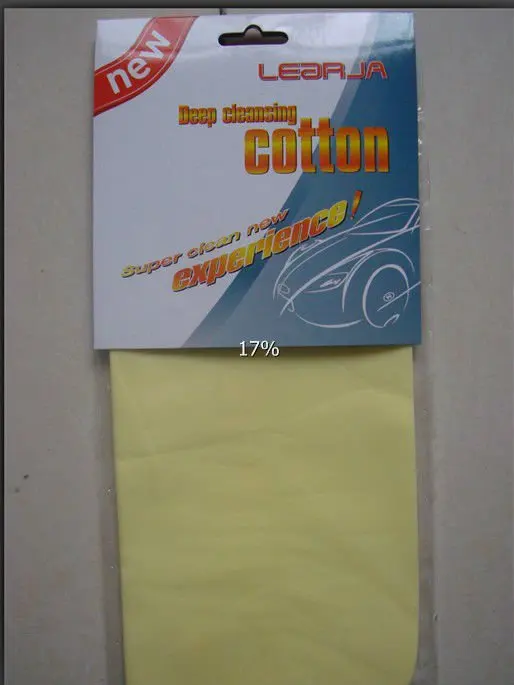 new
LEARJA
Deep cleansing
cotton
Super clean new
experience!
17%